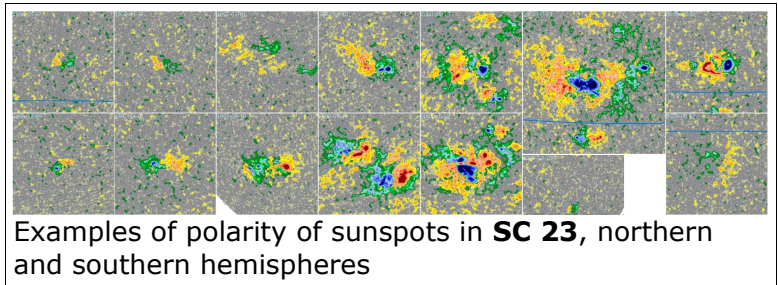 Examples of polarity of sunspots in SC 23, northern
and southern hemispheres